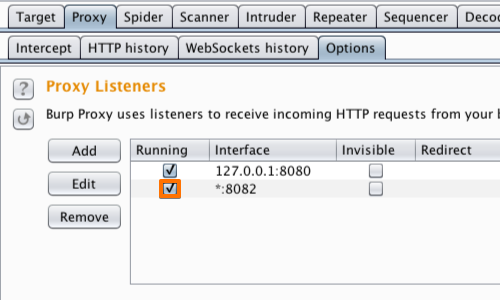 Target Proxy Spider Scanner Intruder Repeater Sequencer
Intercept HTTP history WebSockets history Options
? Proxy Listeners
Burp Proxy uses listeners to receive incoming HTTP requests from your
Add Running Interface Invisible Redirect
127.0.0.1:8080
Edit *:8082
Remove